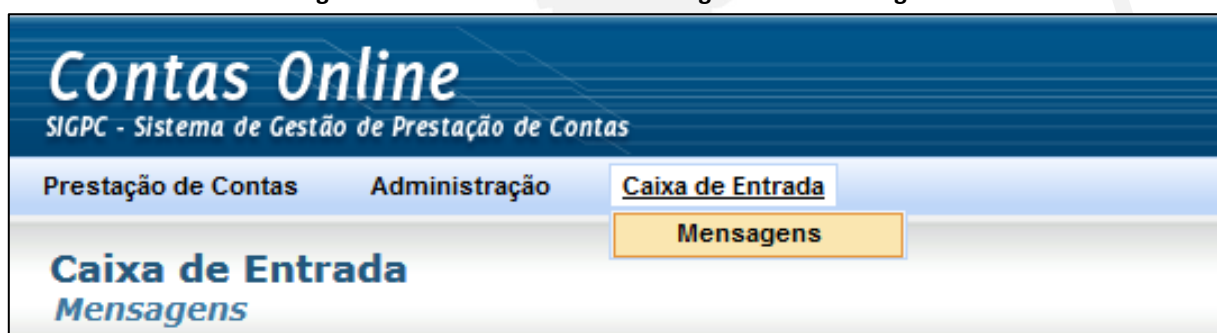 Contas Online
SIGPC - Sistema de Gestão de Prestação de Contas
Prestação de Contas Administração Caixa de Entrada
Mensagens
Caixa de Entrada
Mensagens